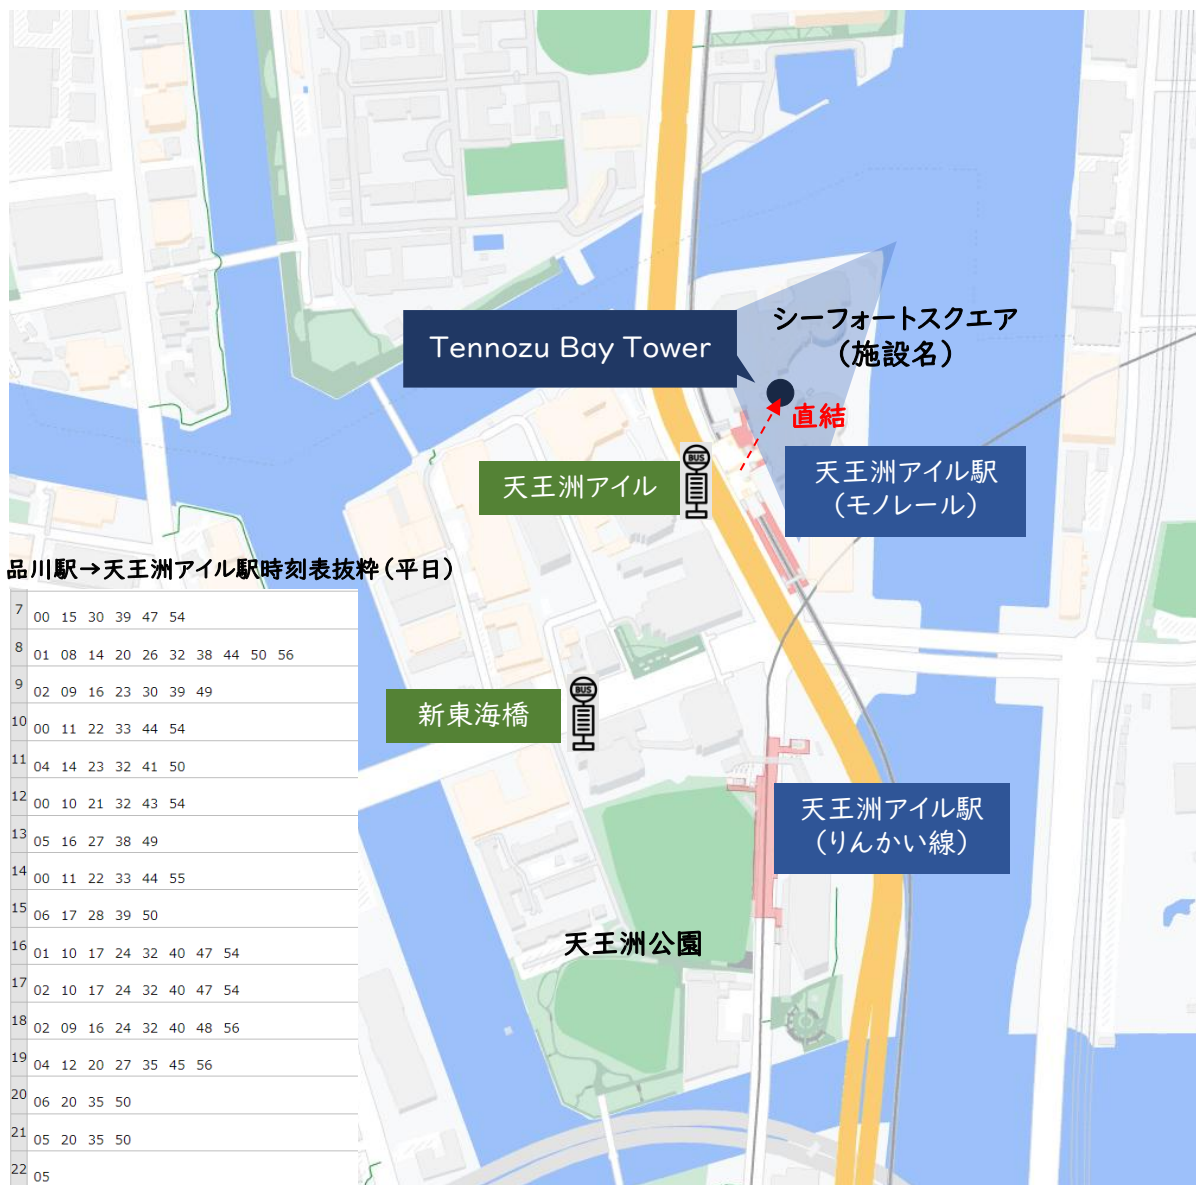 シーフォートスクエア
(施設名)
Tennozu Bay Tower
直結
BUS
天王洲アイル
天王洲アイル駅
(モノレール)
品川駅→天王洲アイル駅時刻表抜粋(平日)
7 00 15 30 39 47 54
8 01 08 14 20 26 32 38 44 50 56
9 02 09 16 23 30 39 49
10 00 11 22 33 44 54
11 04 14 23 32 41 50
12 00 10 21 32 43 54
13 05 16 27 38 49
14 00 11 22 33 44 55
15 06 17 28 39 50
16 01 10 17 24 32 40 47 54
17 02 10 17 24 32 40 47 54
18 02 09 16 24 32 40 48 56
19 04 12 20 27 35 45 56
20 06 20 35 50
21 05 20 35 50
22 05
BUS
新東海橋
天王洲アイル駅
(りんかい線)
天王洲公園